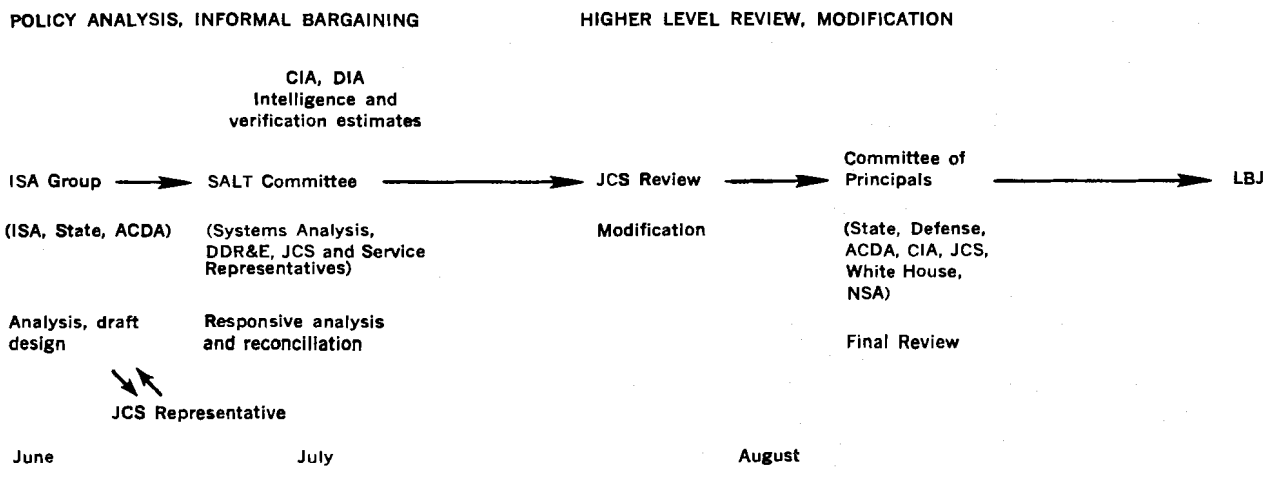 POLICY ANALYSIS, INFORMAL BARGAINING
HIGHER LEVEL REVIEW, MODIFICATION
CIA, DIA
Intelligence and
verification estimates
ISA Group
SALT Committee
JCS Review
Committee of
Principals
LBJ
(ISA, State, ACDA)
(Systems Analysis,
DDR&E, JCS and Service
Representatives)
Modification
(State, Defense,
ACDA, CIA, JCS,
White House,
NSA)
Analysis, draft
design
Responsive analysis
and reconciliation
Final Review
JCS Representative
June
July
August